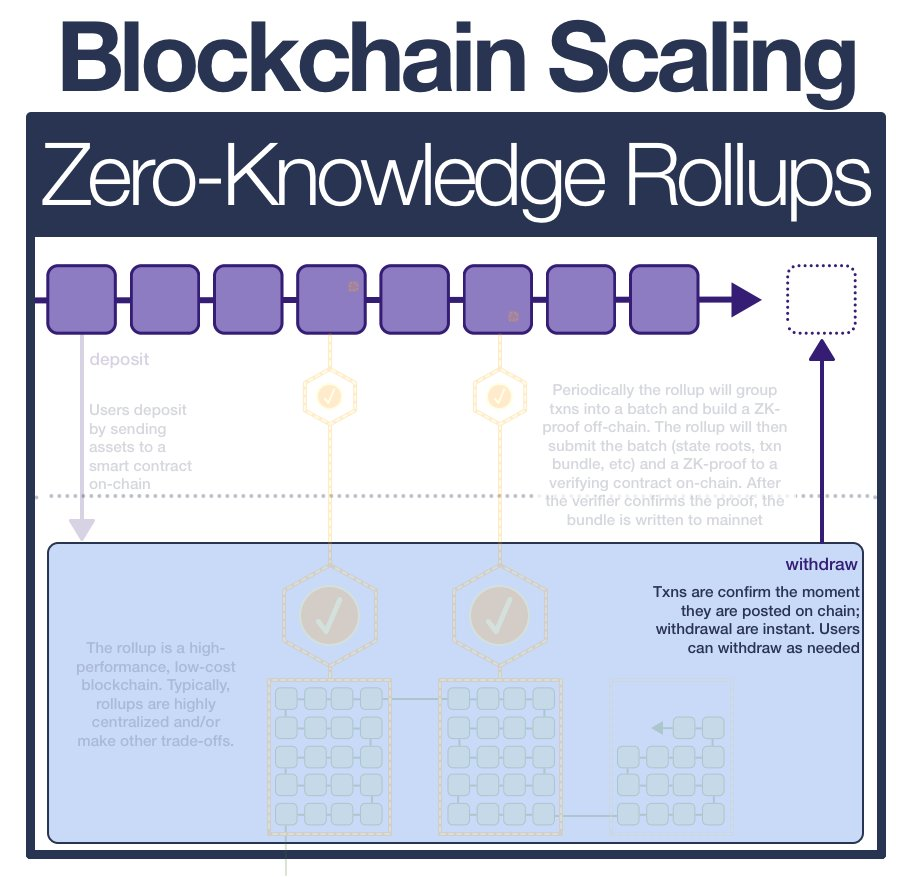 Blockchain Scaling
Zero-Knowledge Rollups
deposit
Users deposit
by sending
assets to a
smart contract
on-chain
Periodically the rollup will group
txns into a batch and build a ZK-
proof off-chain. The rollup will then
submit the batch (state roots, txn
bundle, etc) and a ZK-proof to a
verifying contract on-chain. After
the verifier confirms the proof, the
bundle is written to mainnet
withdraw
Txns are confirm the moment
they are posted on chain;
withdrawal are instant. Users
can withdraw as needed
The rollup is a high-
performance, low-cost
blockchain. Typically,
rollups are highly
centralized and/or
make other trade-offs.